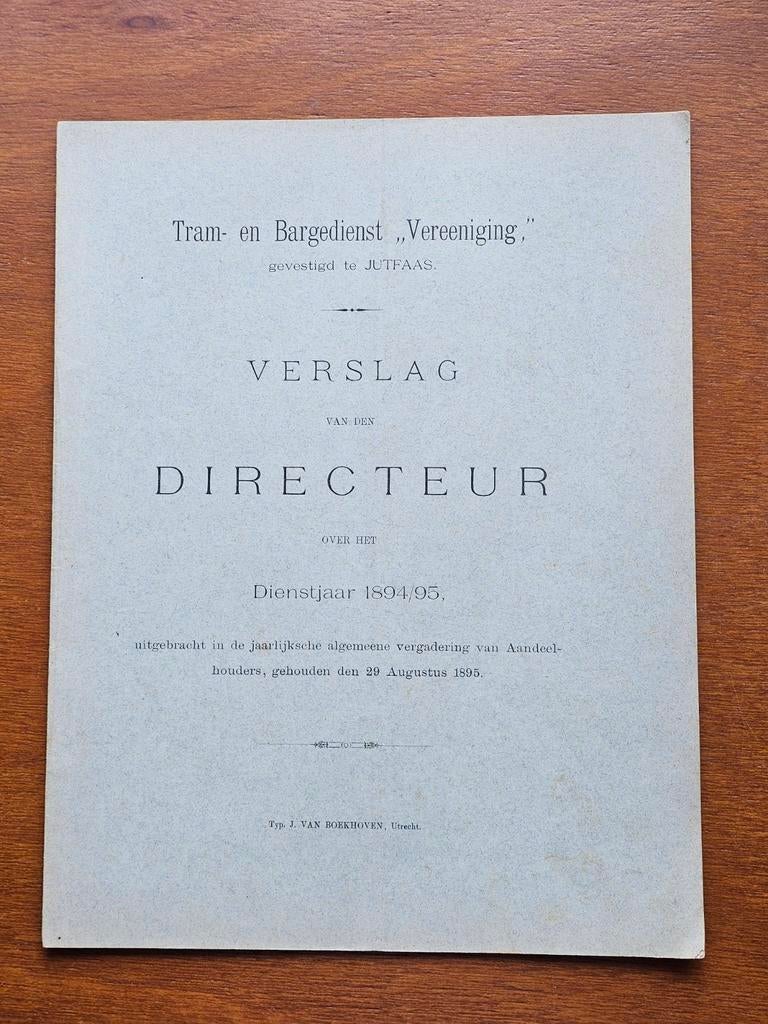 Tram- en Bargedienst „Vereeniging,”
gevestigd te JUTFAAS.
VERSLAG
VAN DEN
DIRECTEUR
OVER HET
Dienstjaar 1894/95,
uitgebracht in de jaarlijksche algemeene vergadering van Aandeel-
houders, gehouden den 29 Augustus 1895.
Typ. J. VAN BOEKHOVEN, Utrecht.